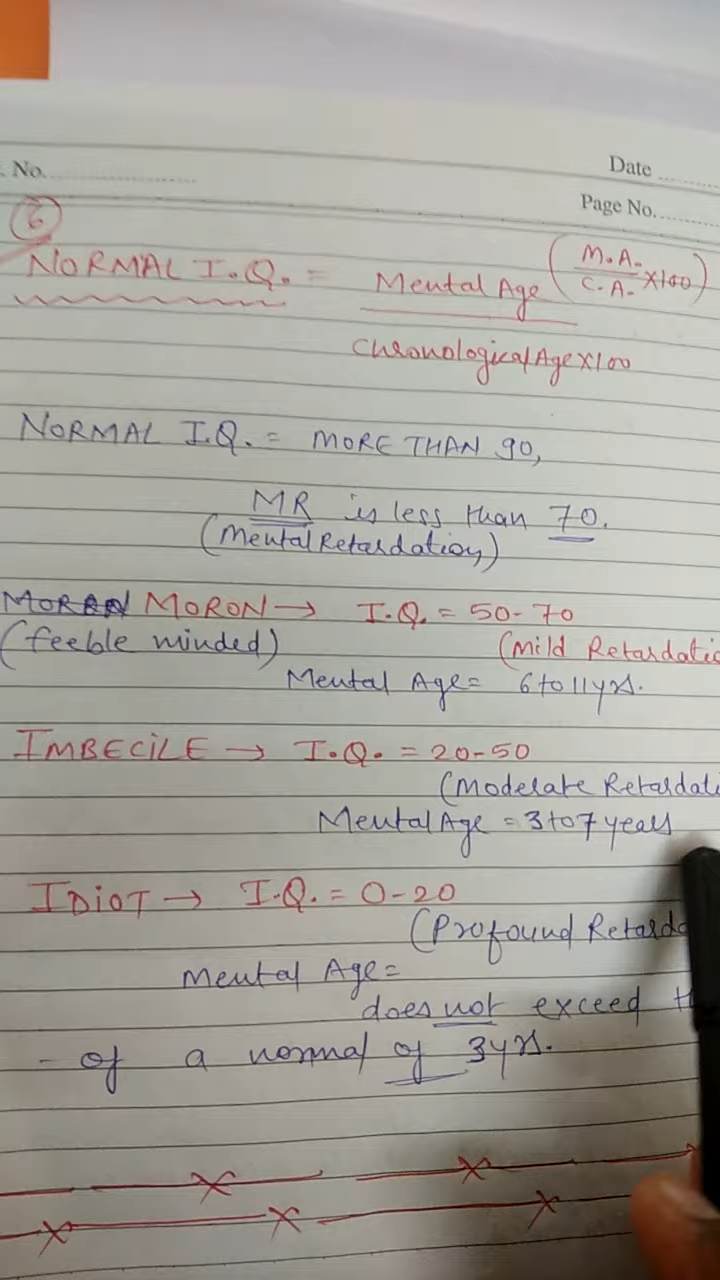 . No.
Date
Page No.
6
NORMAL I.Q. = Mental Age (M.A. / C.A. X100)
Chronological Age X100
NORMAL I.Q. = MORE THAN 90,
MR is less than 70.
(Mental Retardation)
MORON → I.Q. = 50-70
(feeble minded) (Mild Retardatio
Mental Age = 6 to 11 yrs.
IMBECILE → I.Q. = 20-50
(Moderate Retardati
Mental Age = 3 to 7 years
IDIOT → I.Q. = 0-20
(Profound Retarda
Mental Age =
does not exceed
- of a normal of 3yrs.